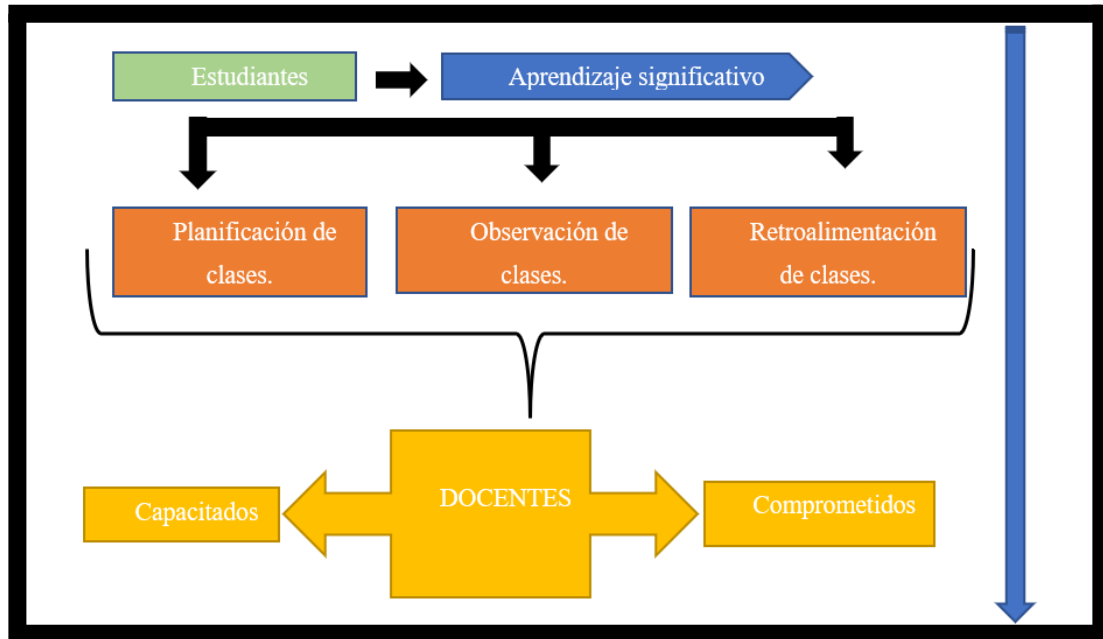 Estudiantes
Aprendizaje significativo
Planificación de
clases.
Observación de
clases.
Retroalimentación
de clases.
DOCENTES
Capacitados
Comprometidos